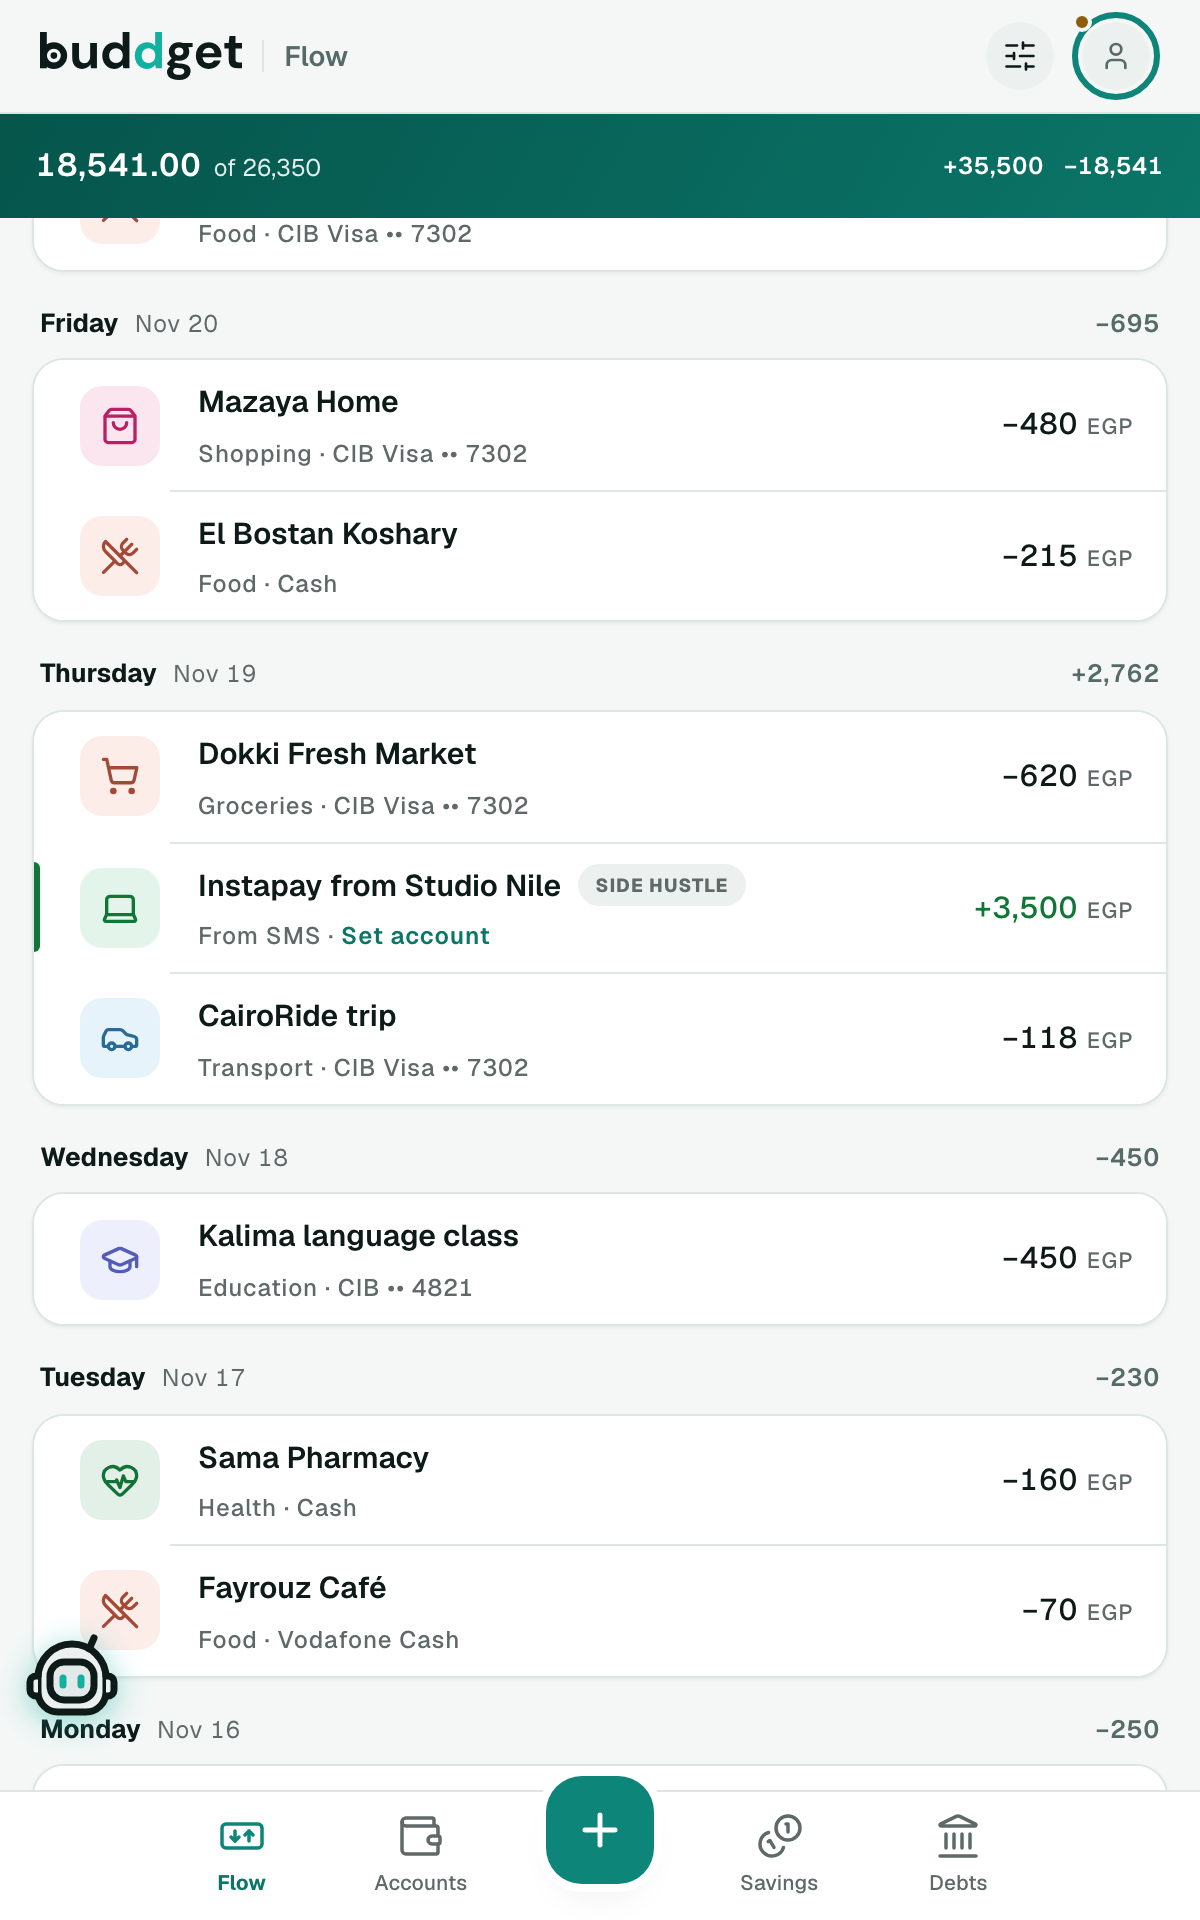 buddget Flow
18,541.00 of 26,350 +35,500 −18,541
Food · CIB Visa •• 7302
Friday Nov 20 −695
Mazaya Home
Shopping · CIB Visa •• 7302
−480 EGP
El Bostan Koshary
Food · Cash
−215 EGP
Thursday Nov 19 +2,762
Dokki Fresh Market
Groceries · CIB Visa •• 7302
−620 EGP
Instapay from Studio Nile SIDE HUSTLE
From SMS · Set account
+3,500 EGP
CairoRide trip
Transport · CIB Visa •• 7302
−118 EGP
Wednesday Nov 18 −450
Kalima language class
Education · CIB •• 4821
−450 EGP
Tuesday Nov 17 −230
Sama Pharmacy
Health · Cash
−160 EGP
Fayrouz Café
Food · Vodafone Cash
−70 EGP
Monday Nov 16 −250
Flow Accounts Savings Debts